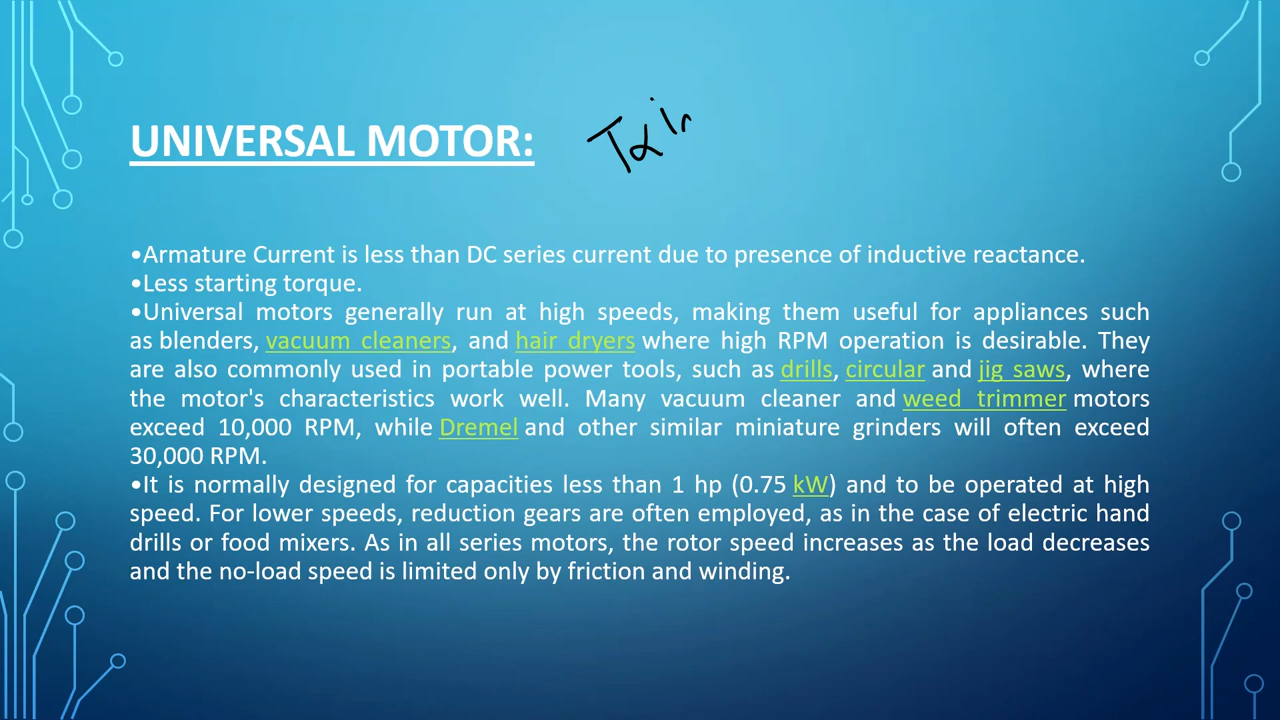 UNIVERSAL MOTOR:
•Armature Current is less than DC series current due to presence of inductive reactance.
•Less starting torque.
•Universal motors generally run at high speeds, making them useful for appliances such
as blenders, vacuum cleaners, and hair dryers where high RPM operation is desirable. They
are also commonly used in portable power tools, such as drills, circular and jig saws, where
the motor's characteristics work well. Many vacuum cleaner and weed trimmer motors
exceed 10,000 RPM, while Dremel and other similar miniature grinders will often exceed
30,000 RPM.
•It is normally designed for capacities less than 1 hp (0.75 kW) and to be operated at high
speed. For lower speeds, reduction gears are often employed, as in the case of electric hand
drills or food mixers. As in all series motors, the rotor speed increases as the load decreases
and the no-load speed is limited only by friction and winding.